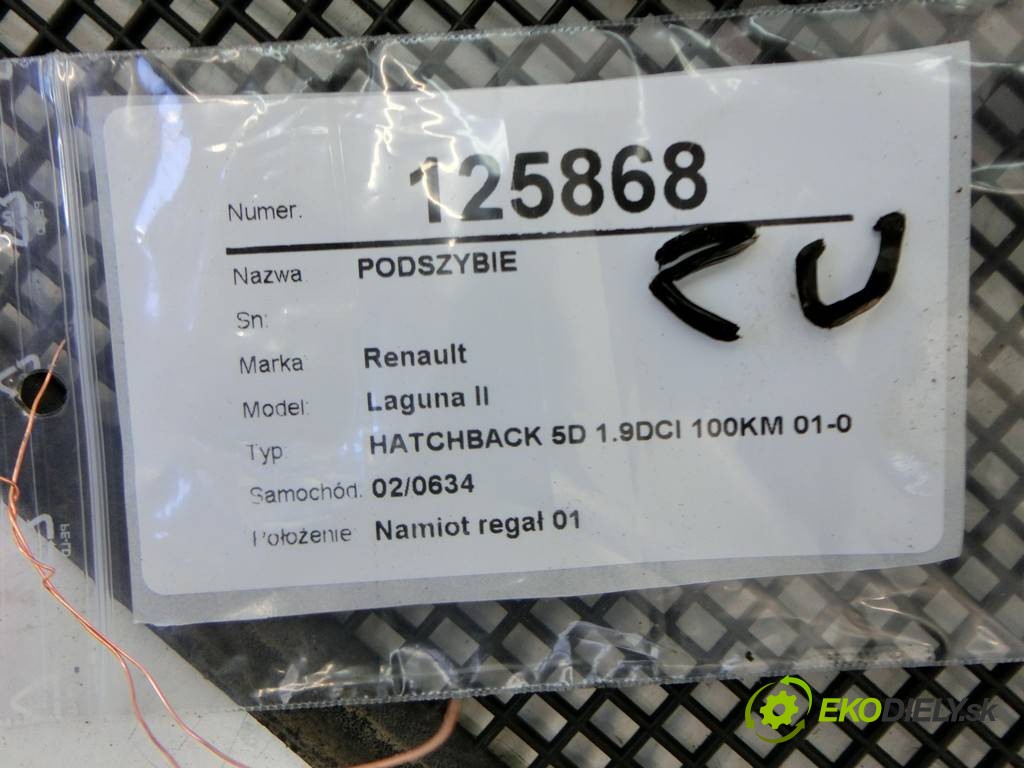 Numer. 125868
Nazwa PODSZYBIE
Sn:
Marka Renault
Model: Laguna II
Typ HATCHBACK 5D 1.9DCI 100KM 01-0
Samochód. 02/0634
Położenie Namiot regał 01
EKODIELY.sk